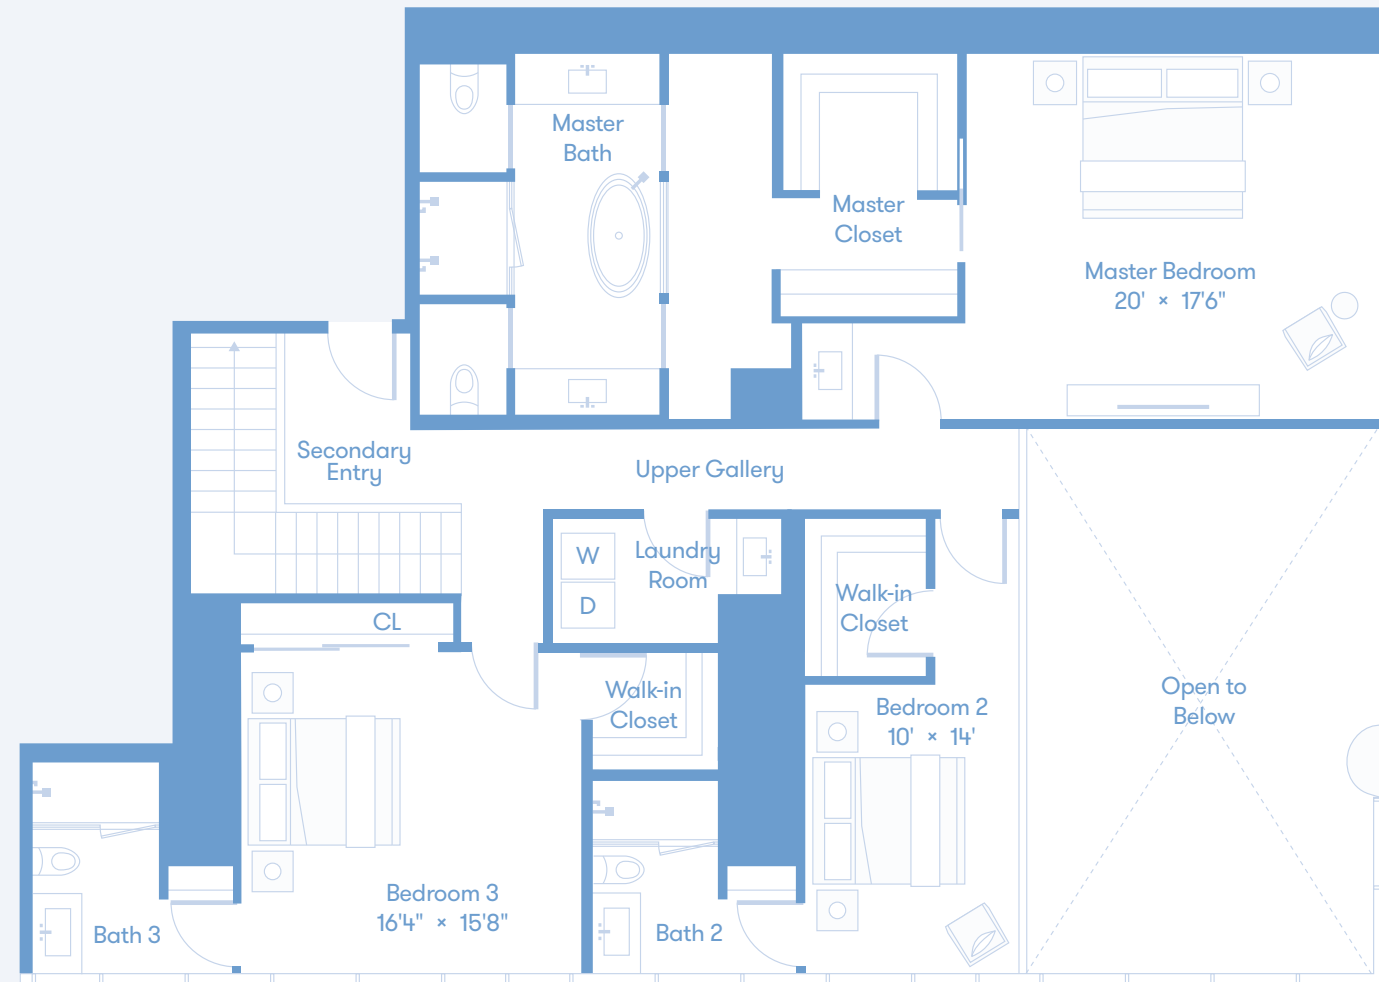 Master
Bath
Master
Closet
Master Bedroom
20' × 17'6"
Secondary
Entry
Upper Gallery
W
D
Laundry
Room
Walk-in
Closet
CL
Walk-in
Closet
Bedroom 2
10' × 14'
Open to
Below
Bedroom 3
16'4" × 15'8"
Bath 3
Bath 2